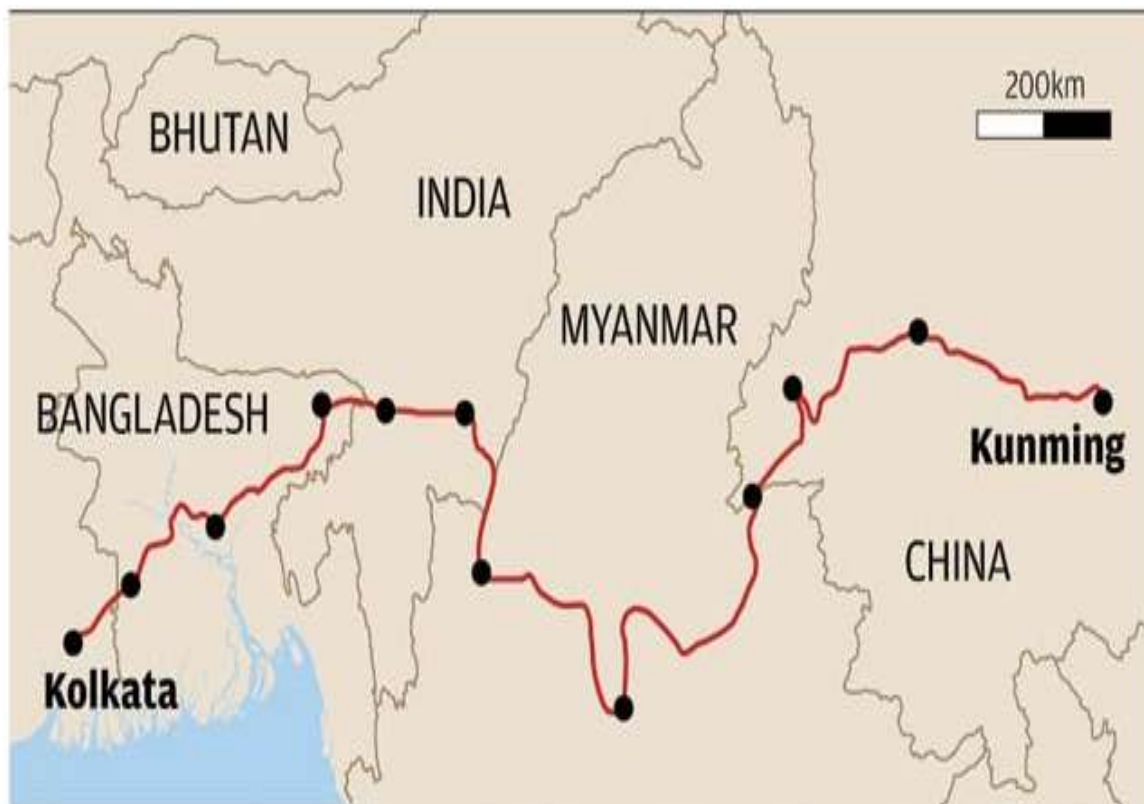 200km
BHUTAN
INDIA
MYANMAR
BANGLADESH
Kunming
CHINA
Kolkata